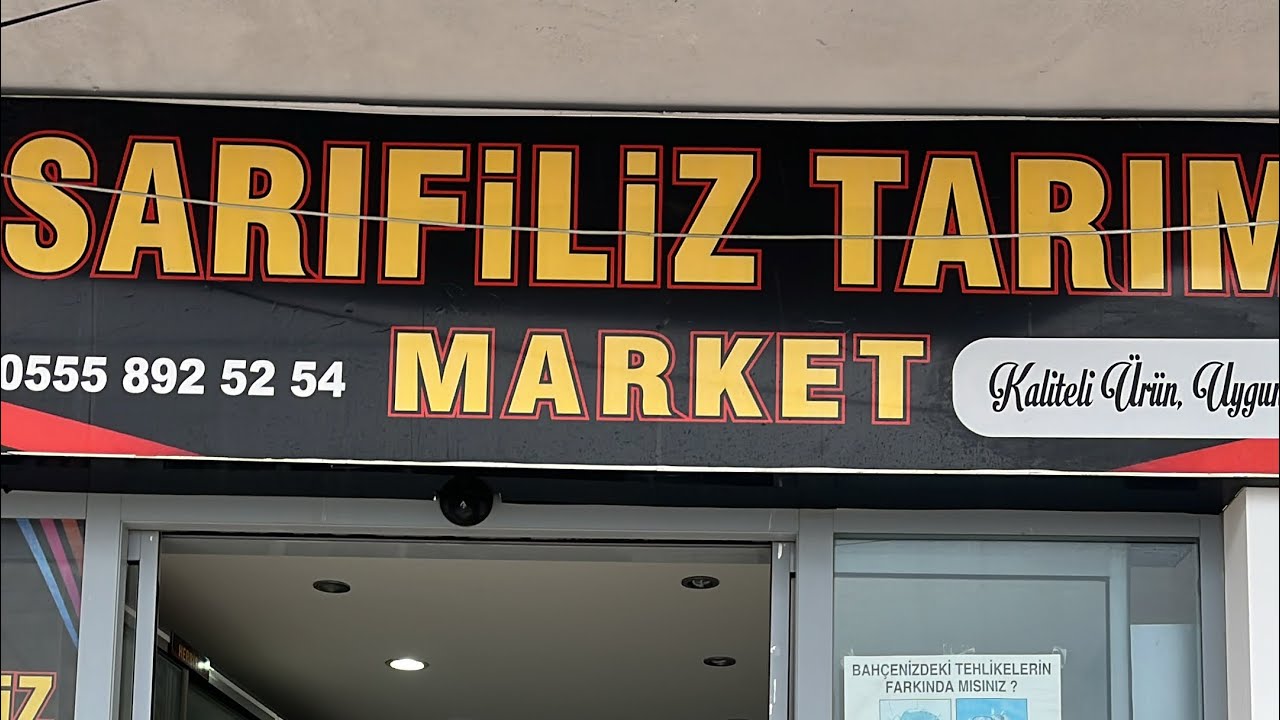 SARIFİLİZ TARIM
0555 892 52 54
MARKET
Kaliteli Ürün, Uygun
BAHÇENİZDEKİ TEHLİKELERİN
FARKINDA MISINIZ ?
İZ